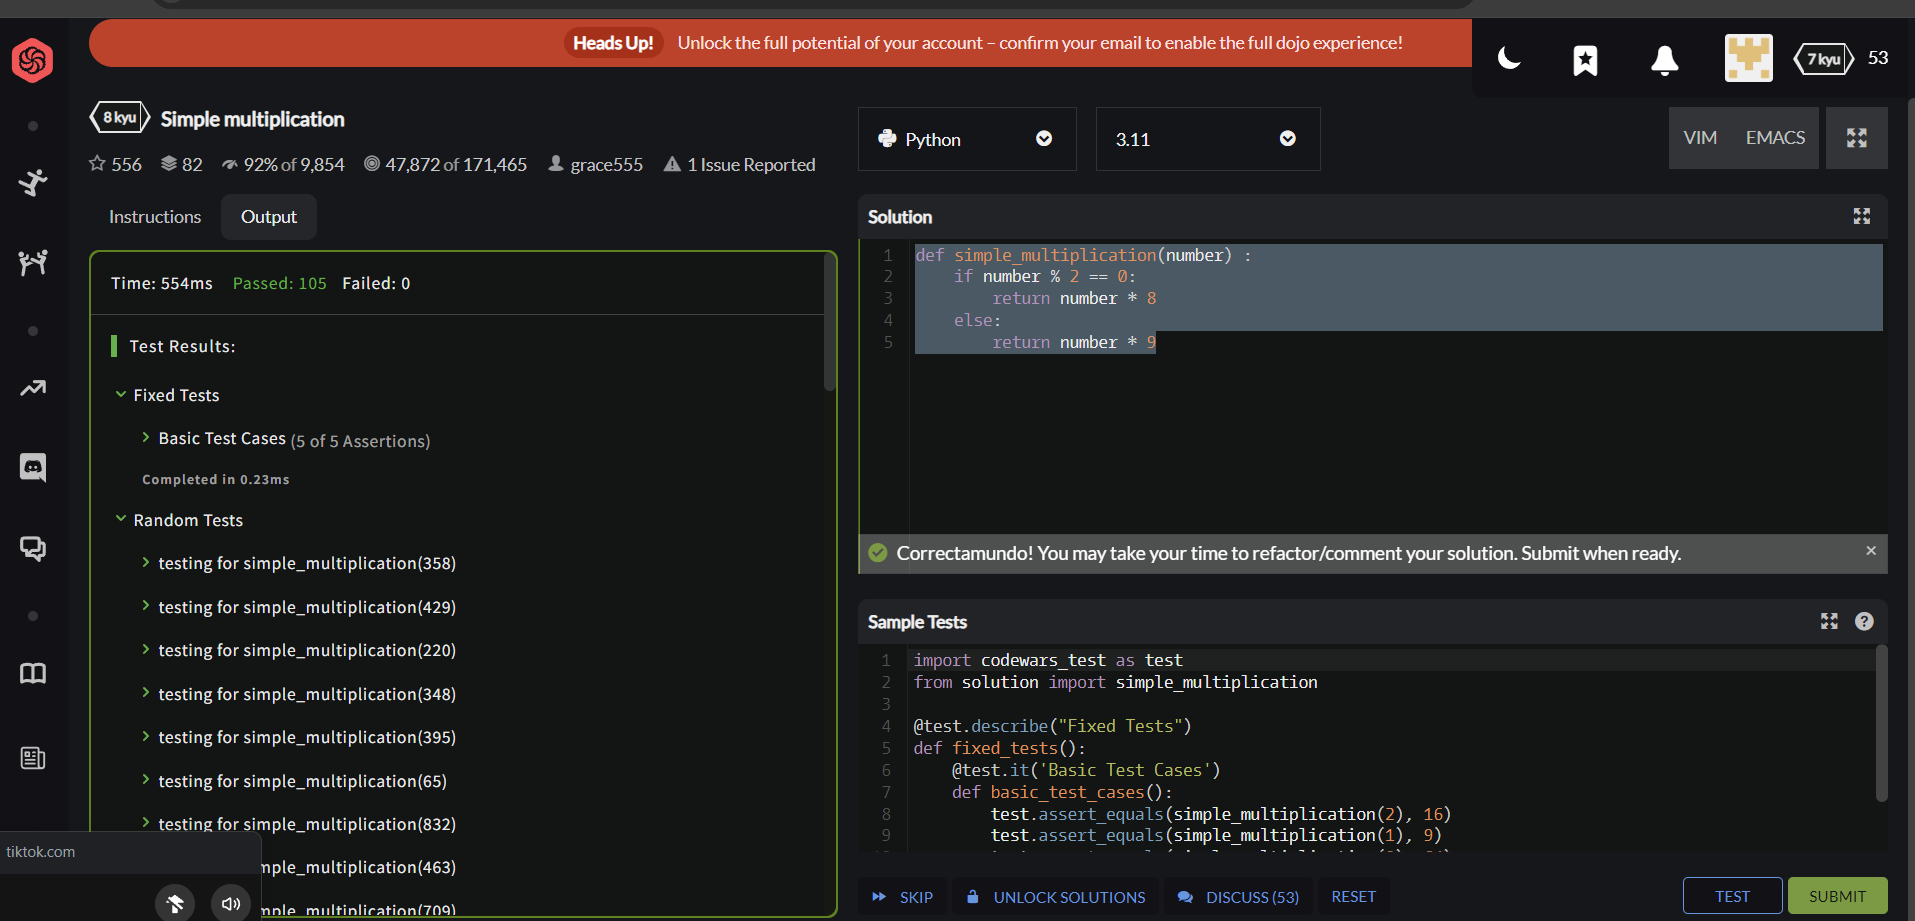 Heads Up! Unlock the full potential of your account – confirm your email to enable the full dojo experience!
7 kyu 53
8 kyu Simple multiplication
556 82 92% of 9,854 47,872 of 171,465 grace555 1 Issue Reported
Instructions Output
Time: 554ms Passed: 105 Failed: 0
Test Results:
Fixed Tests
Basic Test Cases (5 of 5 Assertions)
Completed in 0.23ms
Random Tests
testing for simple_multiplication(358)
testing for simple_multiplication(429)
testing for simple_multiplication(220)
testing for simple_multiplication(348)
testing for simple_multiplication(395)
testing for simple_multiplication(65)
testing for simple_multiplication(832)
mple_multiplication(463)
mple_multiplication(709)
tiktok.com
Python 3.11 VIM EMACS
Solution
1 def simple_multiplication(number) :
2 if number % 2 == 0:
3 return number * 8
4 else:
5 return number * 9
Correctamundo! You may take your time to refactor/comment your solution. Submit when ready. ×
Sample Tests ?
1 import codewars_test as test
2 from solution import simple_multiplication
3
4 @test.describe("Fixed Tests")
5 def fixed_tests():
6 @test.it('Basic Test Cases')
7 def basic_test_cases():
8 test.assert_equals(simple_multiplication(2), 16)
9 test.assert_equals(simple_multiplication(1), 9)
SKIP UNLOCK SOLUTIONS DISCUSS (53) RESET TEST SUBMIT